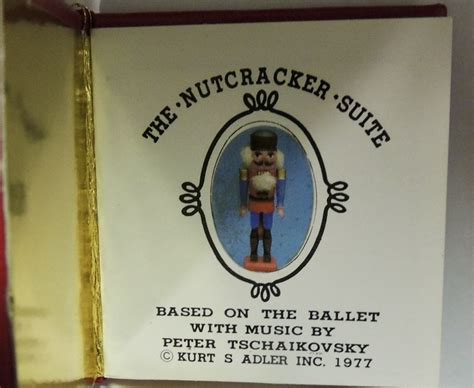 THE·NUTCRACKER·SUITE
BASED ON THE BALLET
WITH MUSIC BY
PETER TSCHAIKOVSKY
© KURT S ADLER INC. 1977